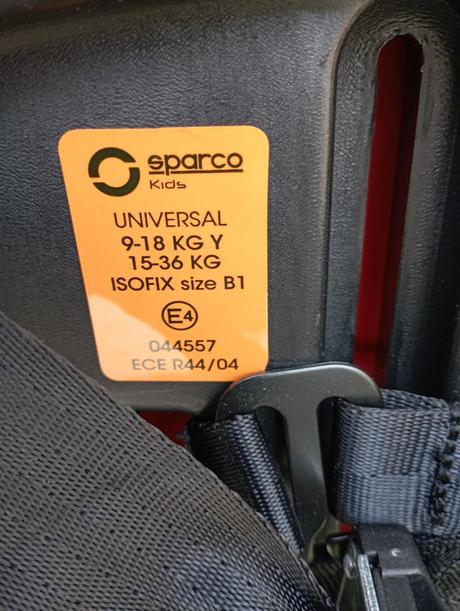 sparco
Kids
UNIVERSAL
9-18 KG Y
15-36 KG
ISOFIX size B1
E4
044557
ECE R44/04